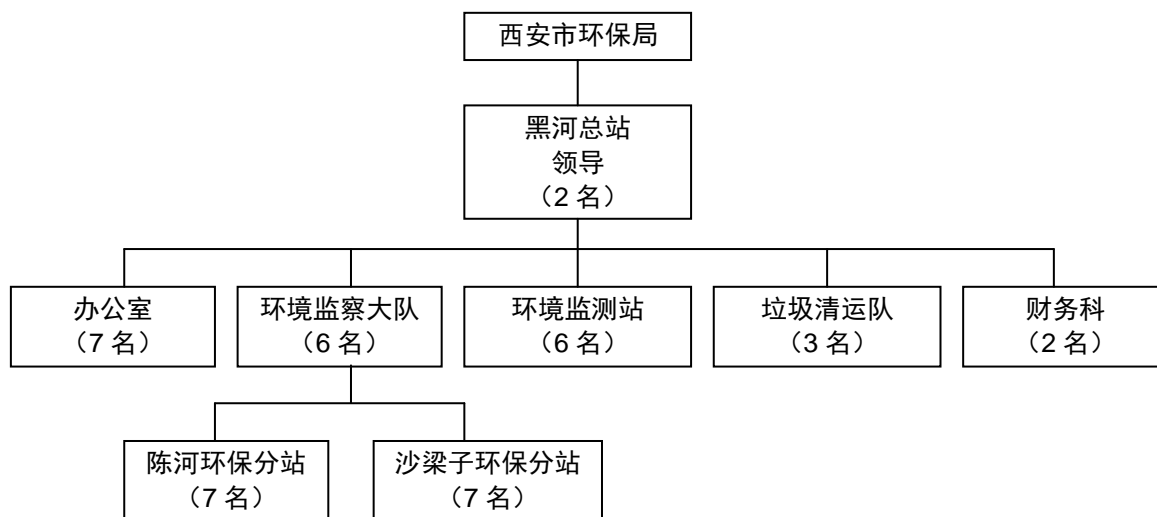 西安市环保局
黑河总站
领导
（2 名）
办公室
（7 名）
环境监察大队
（6 名）
环境监测站
（6 名）
垃圾清运队
（3 名）
财务科
（2 名）
陈河环保分站
（7 名）
沙梁子环保分站
（7 名）